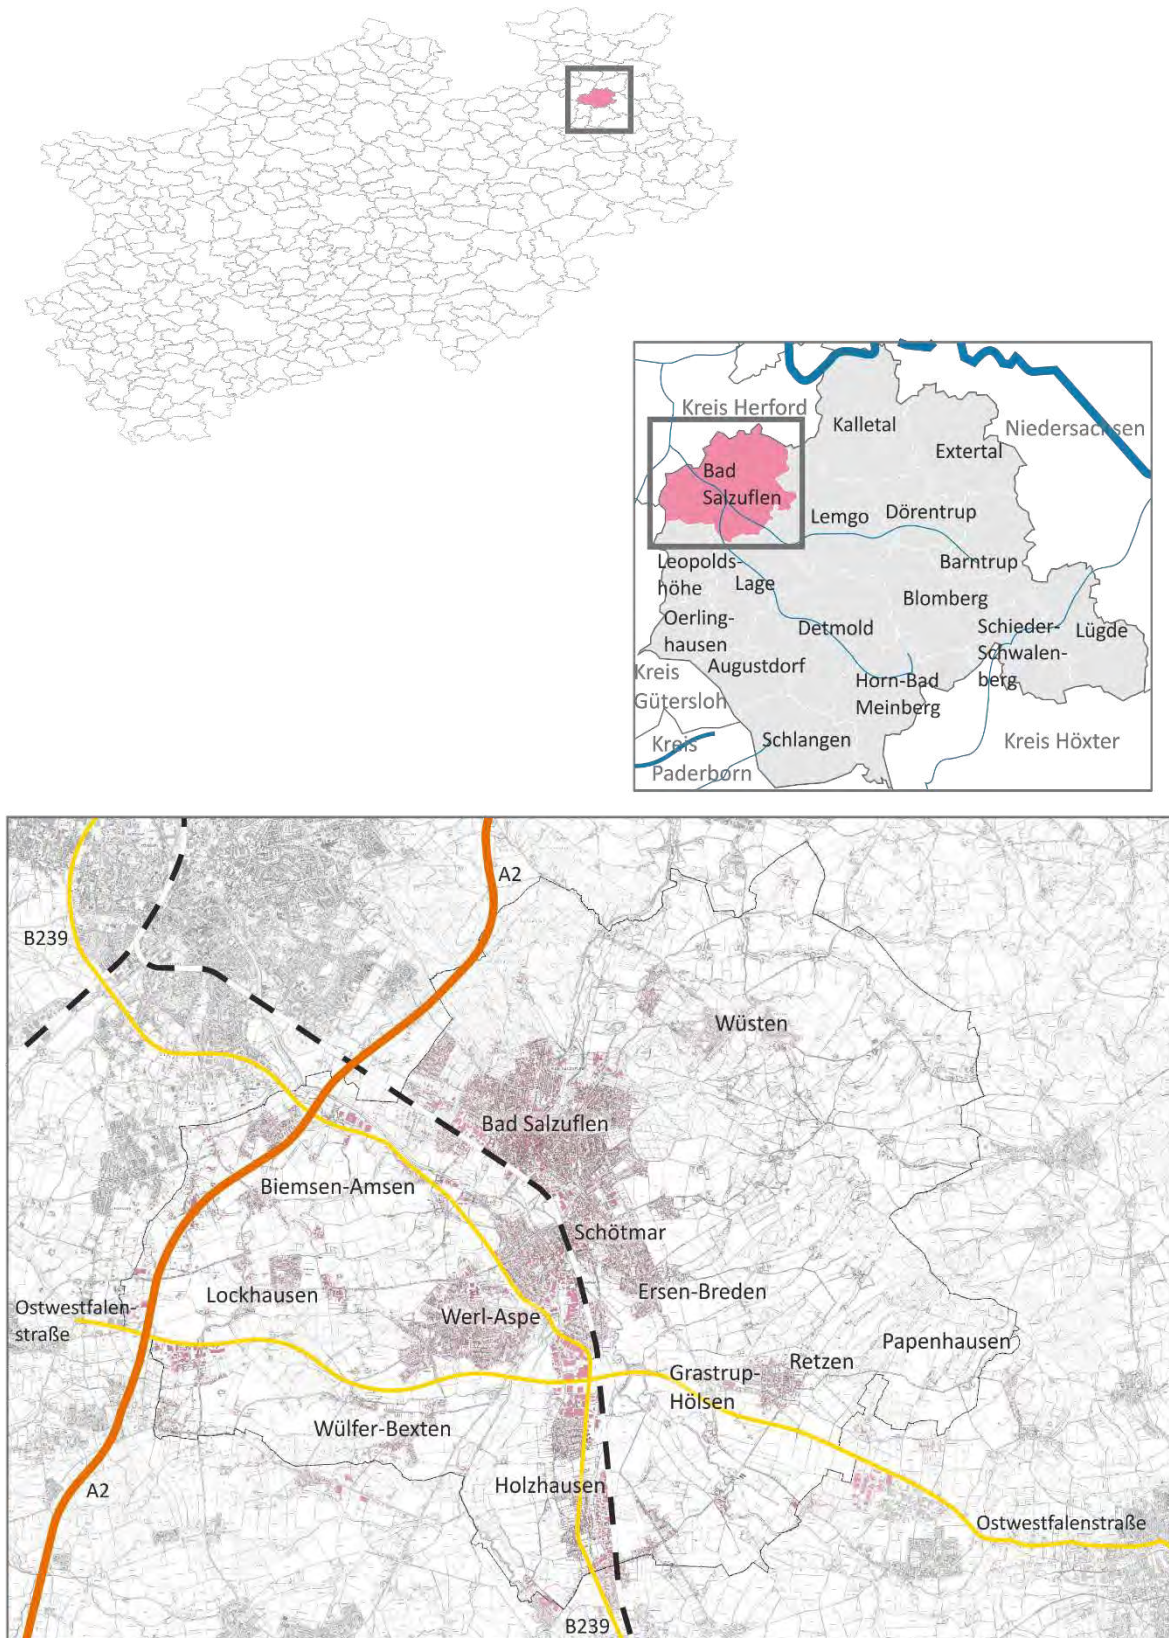 Kreis Herford
Kalletal
Niedersachsen
Extertal
Bad
Salzuflen
Lemgo
Dörentrup
Leopolds-
höhe
Lage
Barntrup
Blomberg
Oerling-
hausen
Detmold
Schieder-
Schwalen-
berg
Lügde
Augustdorf
Kreis
Gütersloh
Horn-Bad
Meinberg
Schlangen
Kreis
Paderborn
Kreis Höxter
A2
B239
Wüsten
Bad Salzuflen
Biemsen-Amsen
Schötmar
Lockhausen
Ersen-Breden
Ostwestfalen-
straße
Werl-Aspe
Papenhausen
Retzen
Grastrup-
Hölsen
Wülfer-Bexten
Holzhausen
A2
Ostwestfalenstraße
B239